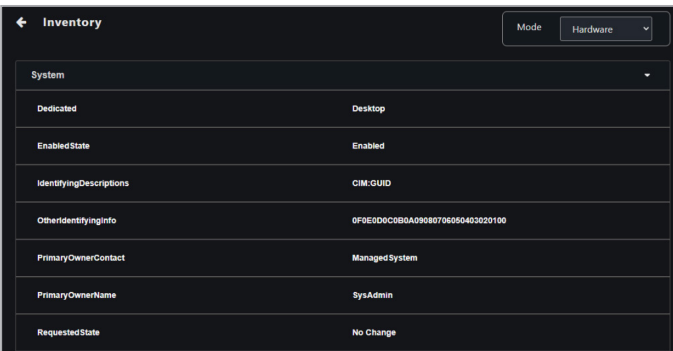 Inventory
Mode Hardware
System
Dedicated Desktop
EnabledState Enabled
IdentifyingDescriptions CIM:GUID
OtherIdentifyingInfo 0F0E0D0C0B0A09080706050403020100
PrimaryOwnerContact ManagedSystem
PrimaryOwnerName SysAdmin
RequestedState No Change